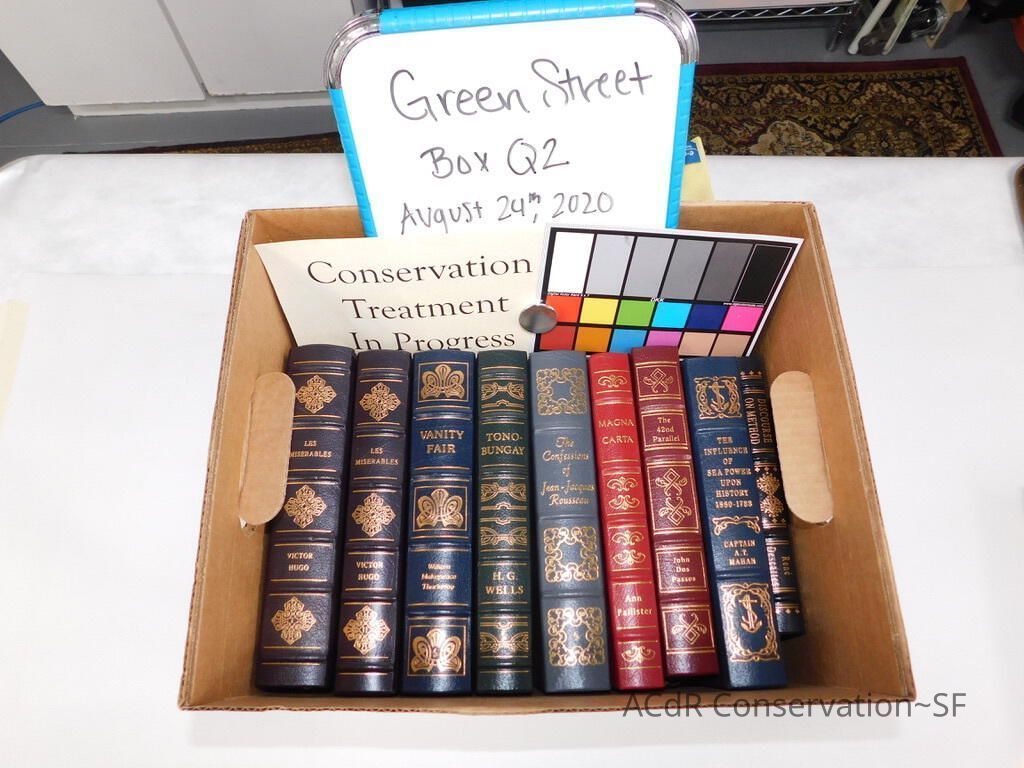 Green Street
Box Q2
August 24th, 2020
Conservation
Treatment
In Progress
LES
MISERABLES
VICTOR
HUGO
LES
MISERABLES
VICTOR
HUGO
VANITY
FAIR
William
Makepeace
Thackeray
TONO-
BUNGAY
H. G.
WELLS
The
Confessions
of
Jean-Jacques
Rousseau
MAGNA
CARTA
Ann
Pallister
The
42nd
Parallel
John
Dos
Passos
THE
INFLUENCE
OF
SEA POWER
UPON
HISTORY
1660-1783
CAPTAIN
A.T.
MAHAN
DISCOURSE
ON METHOD
René
Descartes
ACdR Conservation~SF